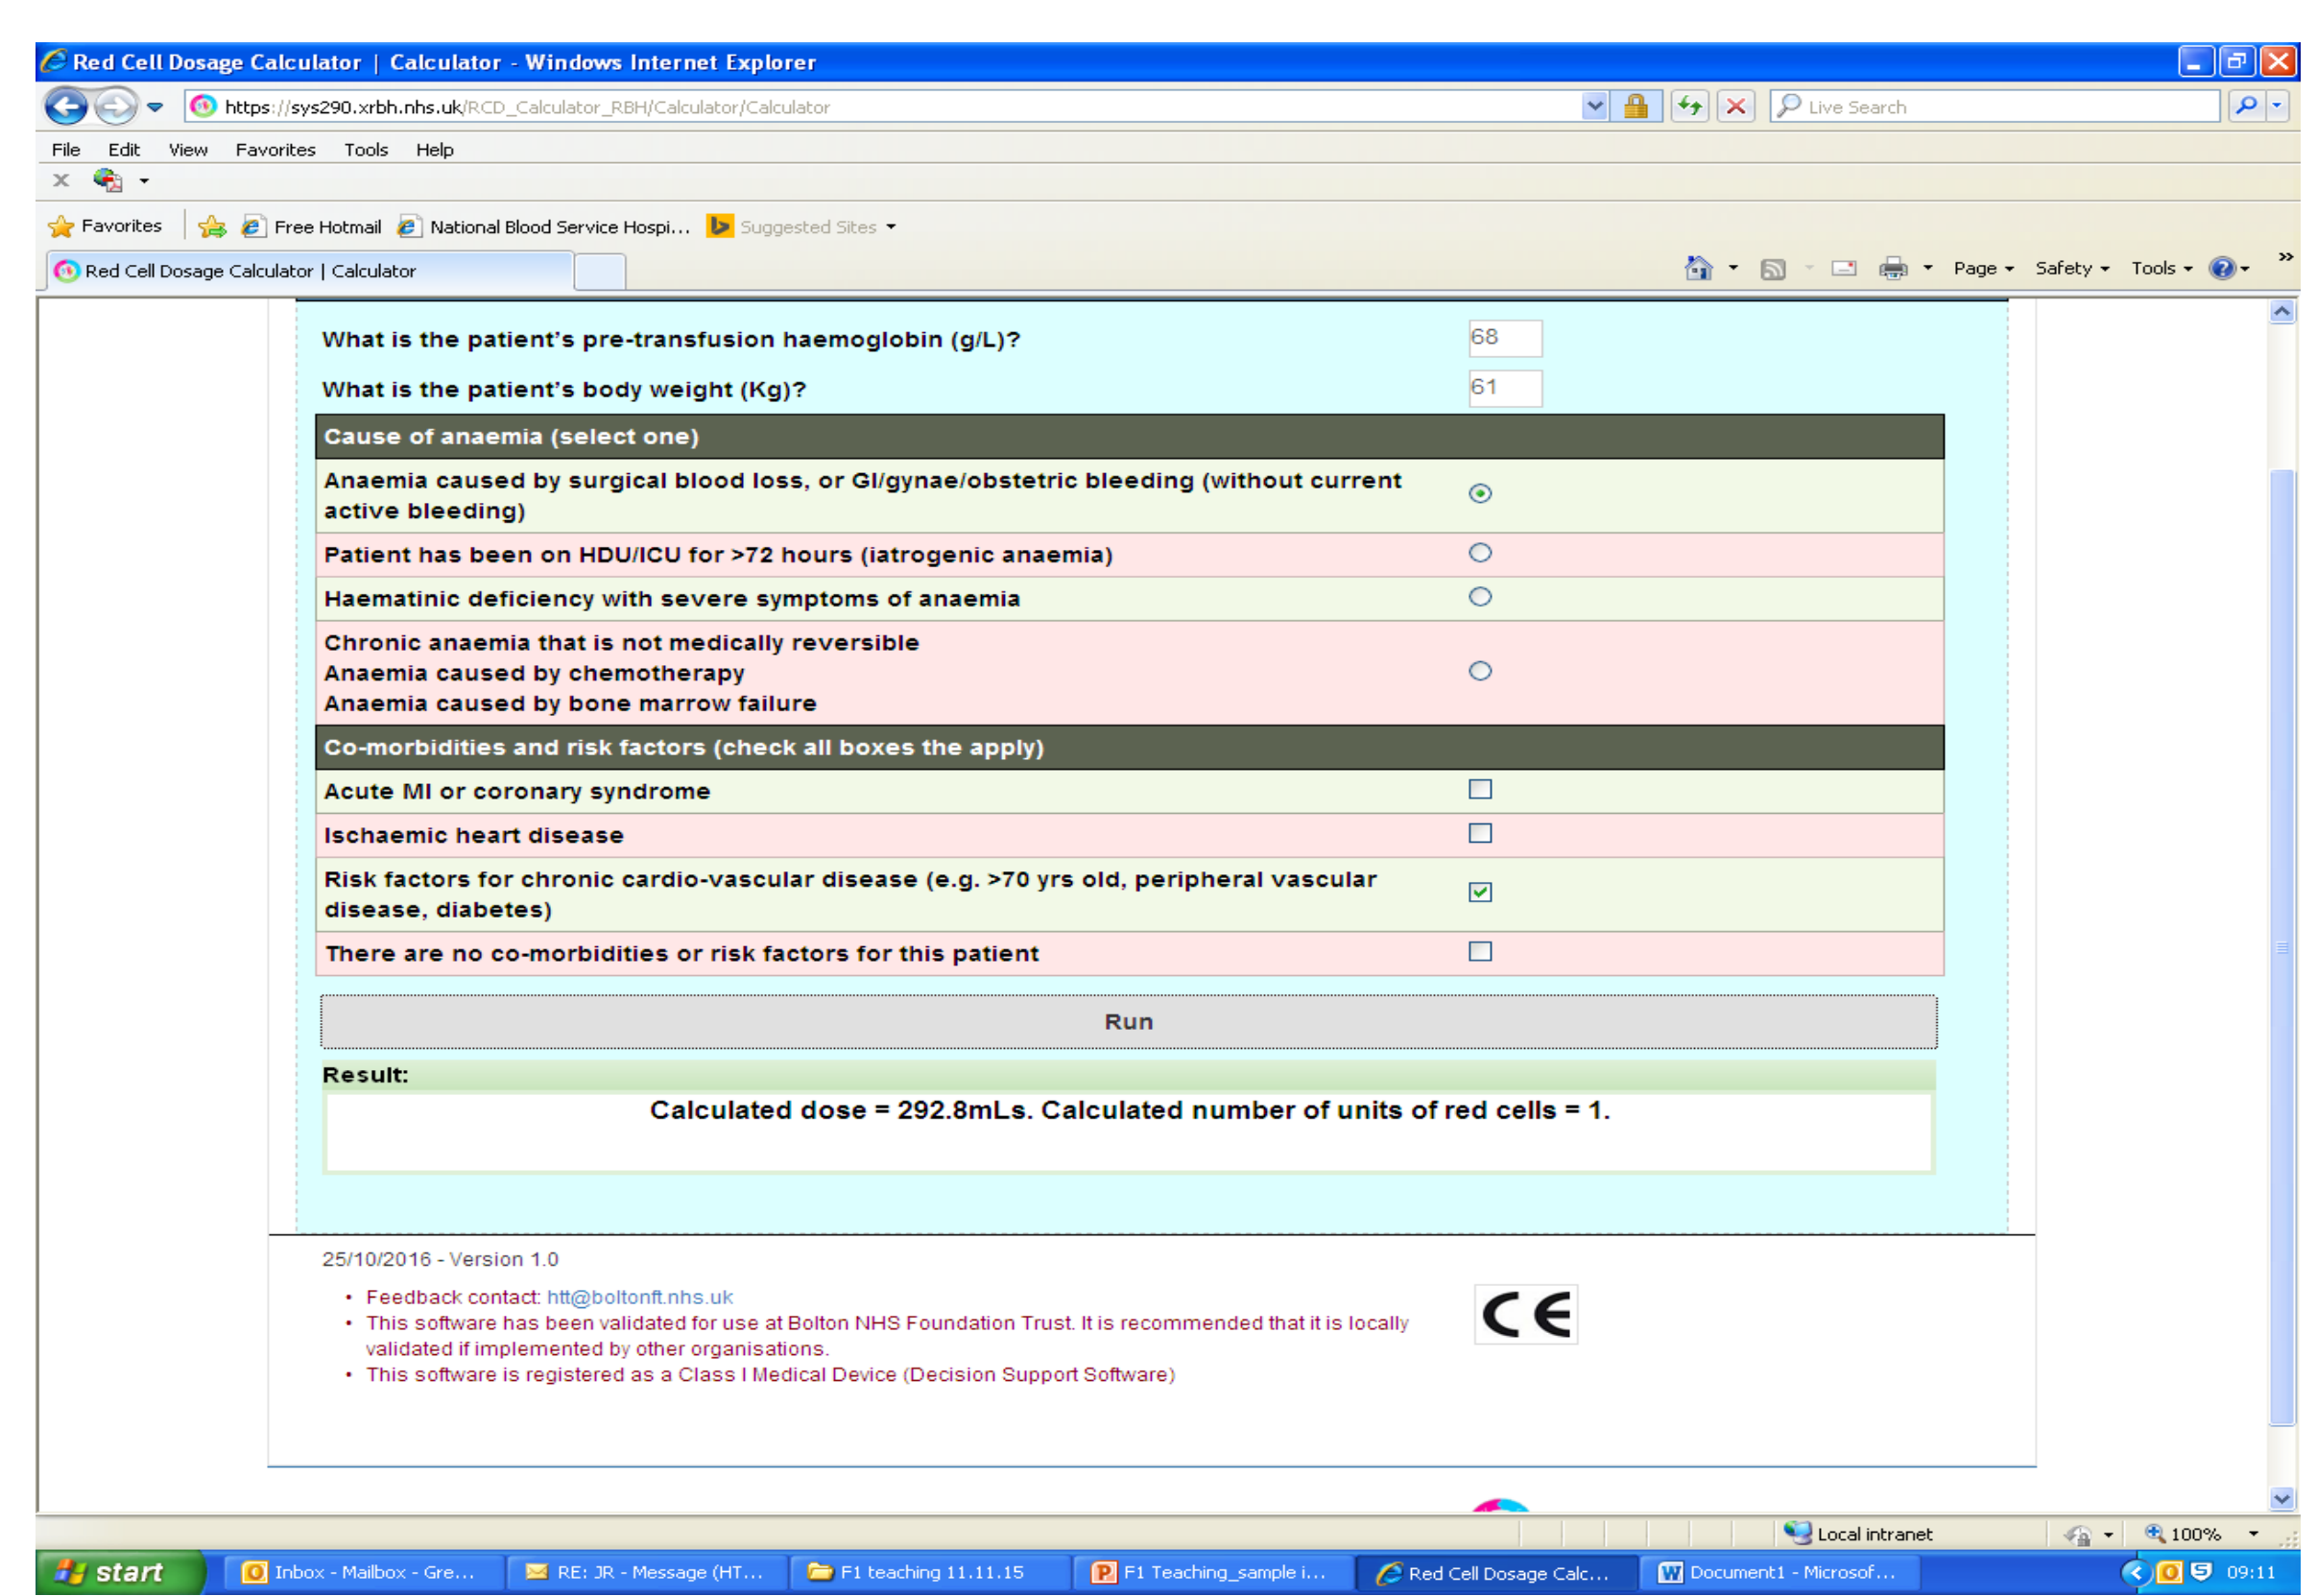 Red Cell Dosage Calculator | Calculator - Windows Internet Explorer
https://sys290.xrbh.nhs.uk/RCD_Calculator_RBH/Calculator/Calculator
Live Search
File Edit View Favorites Tools Help
Favorites Free Hotmail National Blood Service Hospi... Suggested Sites
Red Cell Dosage Calculator | Calculator
Page Safety Tools
What is the patient's pre-transfusion haemoglobin (g/L)? 68
What is the patient's body weight (Kg)? 61
Cause of anaemia (select one)
Anaemia caused by surgical blood loss, or GI/gynae/obstetric bleeding (without current
active bleeding)
Patient has been on HDU/ICU for >72 hours (iatrogenic anaemia)
Haematinic deficiency with severe symptoms of anaemia
Chronic anaemia that is not medically reversible
Anaemia caused by chemotherapy
Anaemia caused by bone marrow failure
Co-morbidities and risk factors (check all boxes the apply)
Acute MI or coronary syndrome
Ischaemic heart disease
Risk factors for chronic cardio-vascular disease (e.g. >70 yrs old, peripheral vascular
disease, diabetes)
There are no co-morbidities or risk factors for this patient
Run
Result:
Calculated dose = 292.8mLs. Calculated number of units of red cells = 1.
25/10/2016 - Version 1.0
• Feedback contact: htt@boltonft.nhs.uk
• This software has been validated for use at Bolton NHS Foundation Trust. It is recommended that it is locally
validated if implemented by other organisations.
• This software is registered as a Class I Medical Device (Decision Support Software)
CE
Local intranet 100%
start Inbox - Mailbox - Gre... RE: JR - Message (HT... F1 teaching 11.11.15 F1 Teaching_sample i... Red Cell Dosage Calc... Document1 - Microsof... 09:11